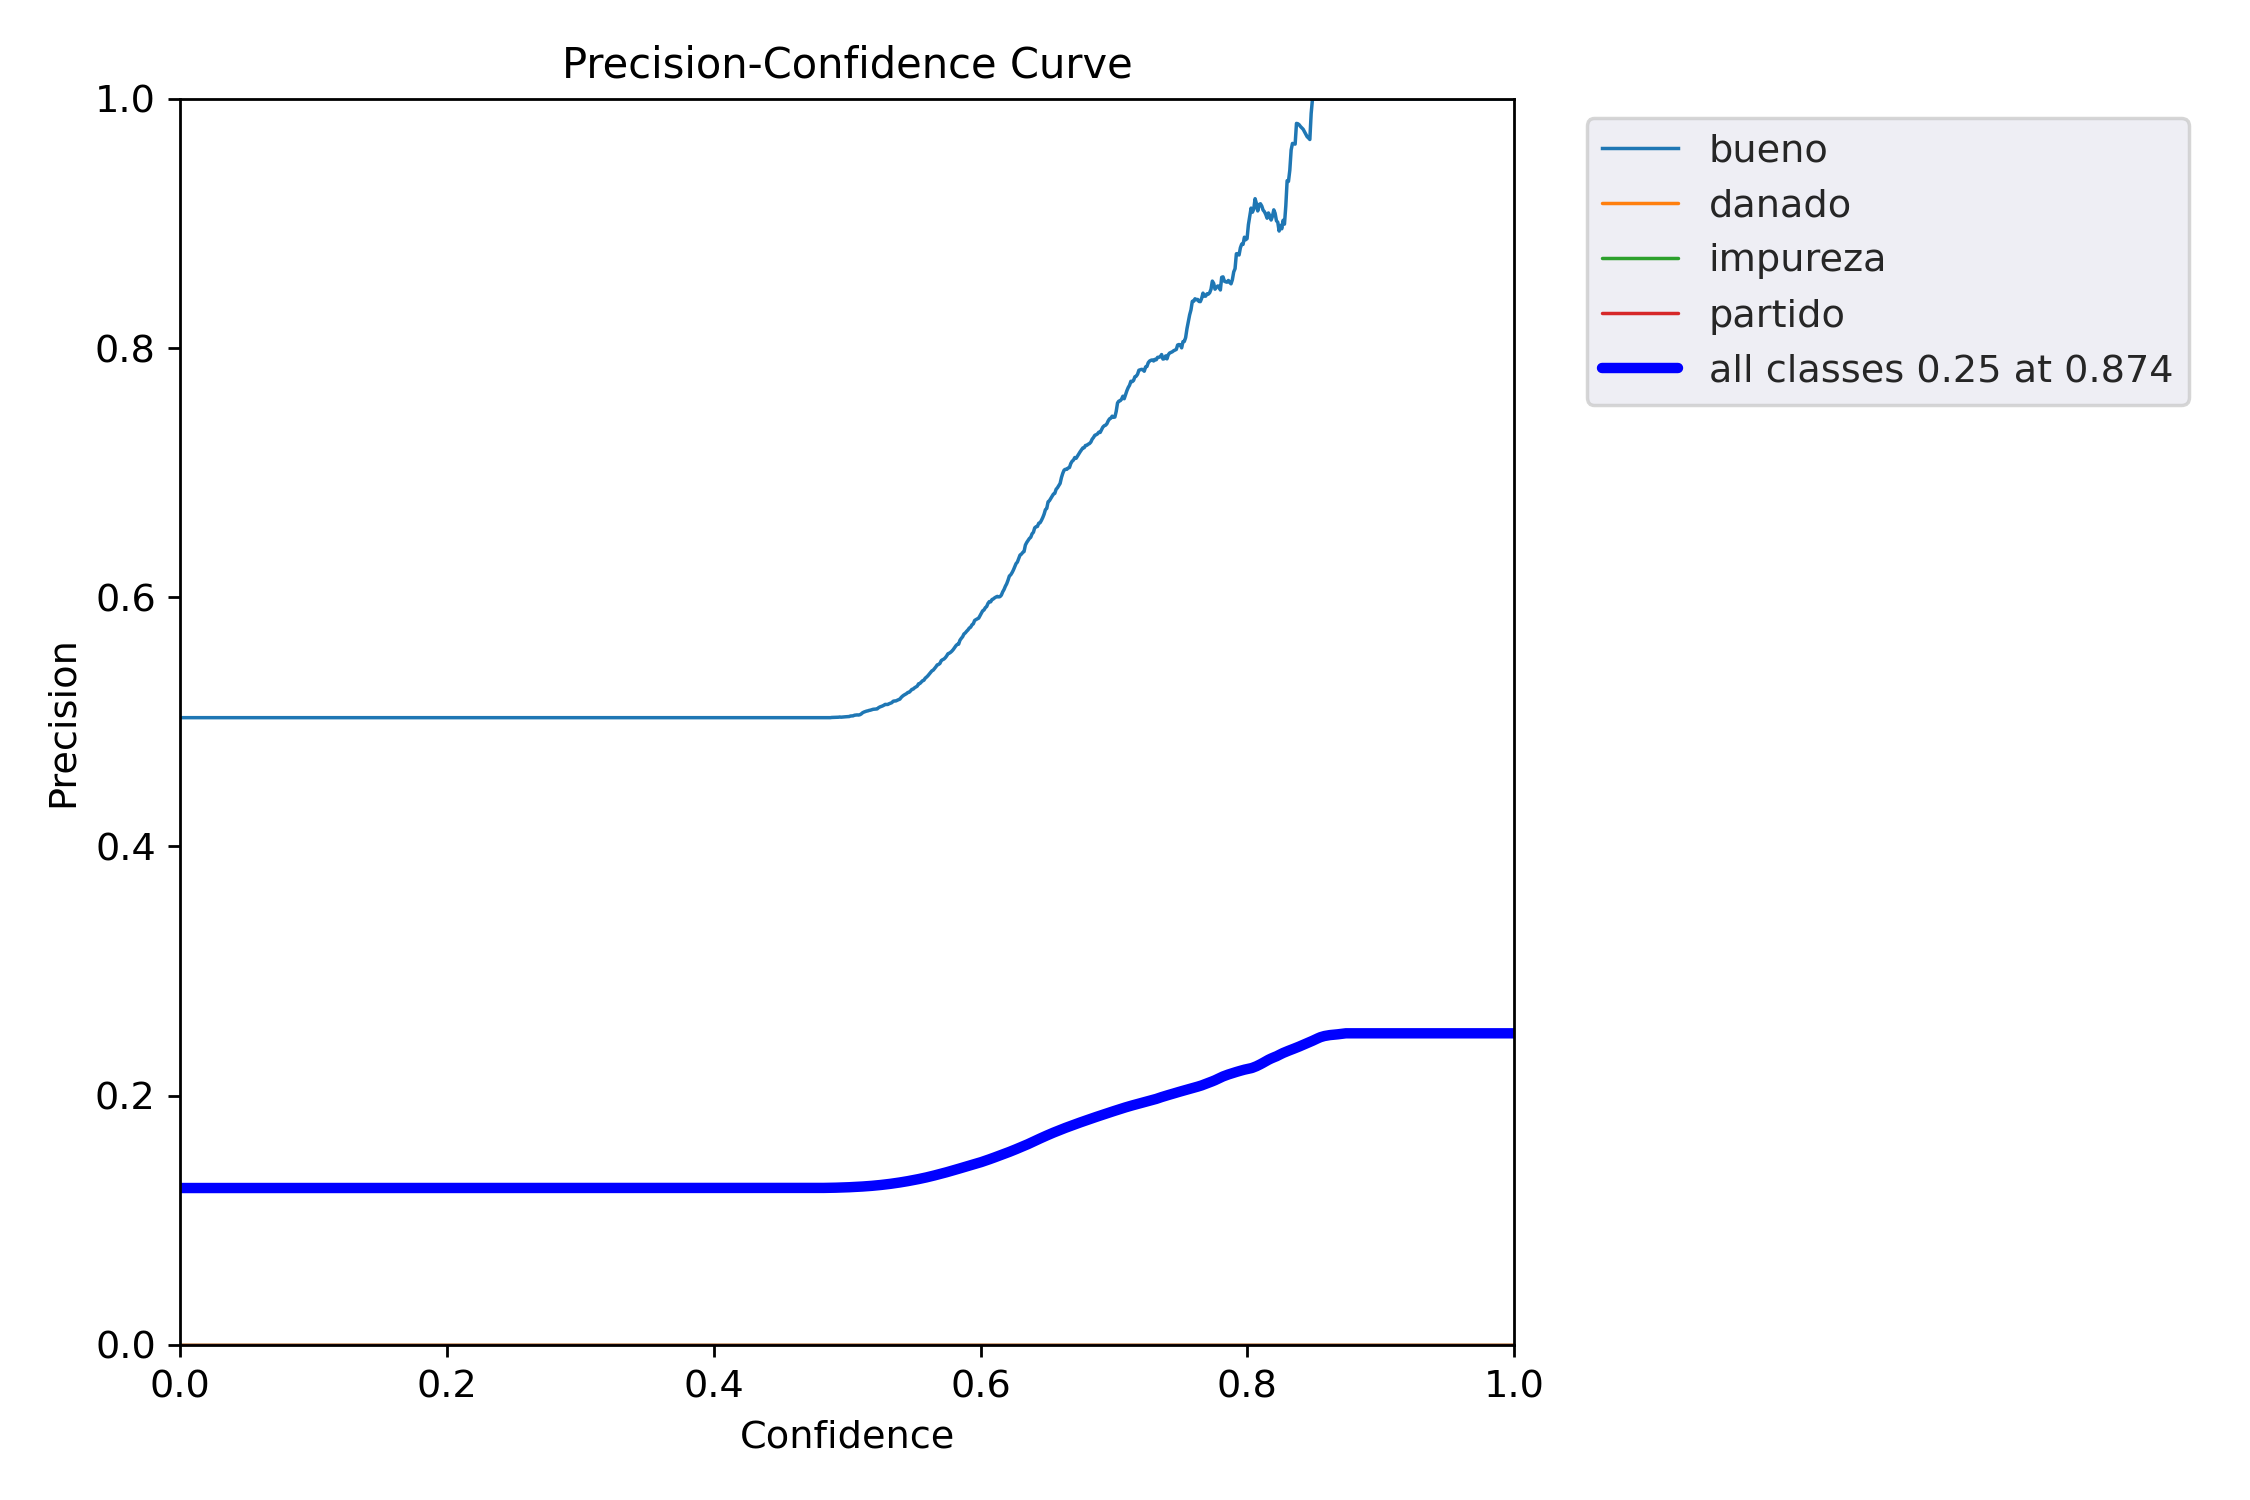 Precision-Confidence Curve
1.0
0.8
0.6
0.4
0.2
0.0
Precision
0.0 0.2 0.4 0.6 0.8 1.0
Confidence
bueno
danado
impureza
partido
all classes 0.25 at 0.874